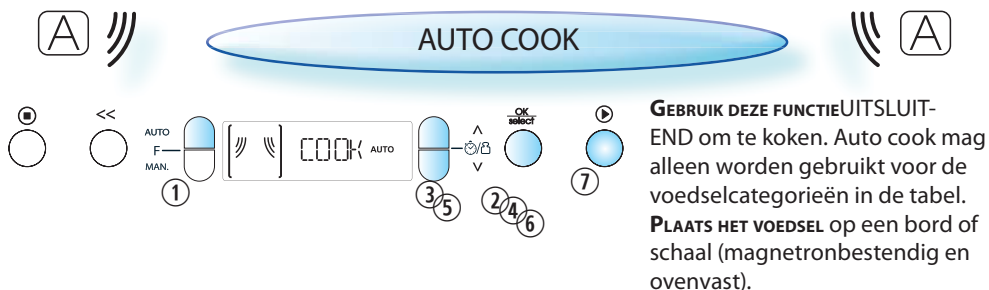 A
AUTO COOK
A
<<
OK
select
AUTO
F
MAN.
COOK AUTO
1
3
5
2
4
6
7
GEBRUIK DEZE FUNCTIEUITSLUIT-
END om te koken. Auto cook mag
alleen worden gebruikt voor de
voedselcategorieën in de tabel.
PLAATS HET VOEDSEL op een bord of
schaal (magnetronbestendig en
ovenvast).